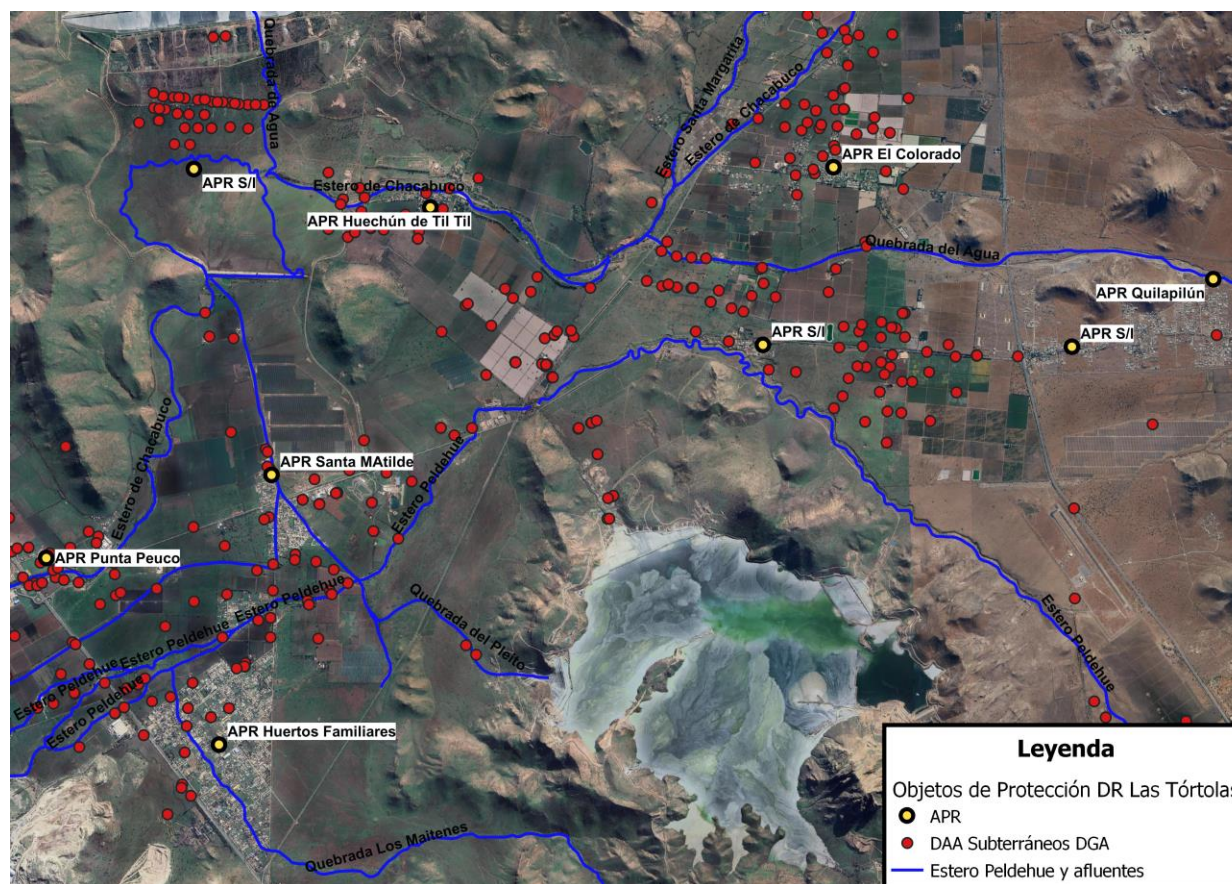 Quebrada de Agua
Estero Santa Margarita
Estero de Chacabuco
APR El Colorado
APR S/I
Estero de Chacabuco
APR Huechún de Til Til
Quebrada del Agua
APR Quilapilún
APR S/I
APR S/I
Estero de Chacabuco
Estero Peldehue
APR Santa MAtilde
APR Punta Peuco
Estero Peldehue
Estero Peldehue
Estero Peldehue
Estero Peldehue
Quebrada del Pleito
Estero Peldehue
APR Huertos Familiares
Quebrada Los Maitenes
Leyenda
Objetos de Protección DR Las Tórtolas
APR
DAA Subterráneos DGA
Estero Peldehue y afluentes